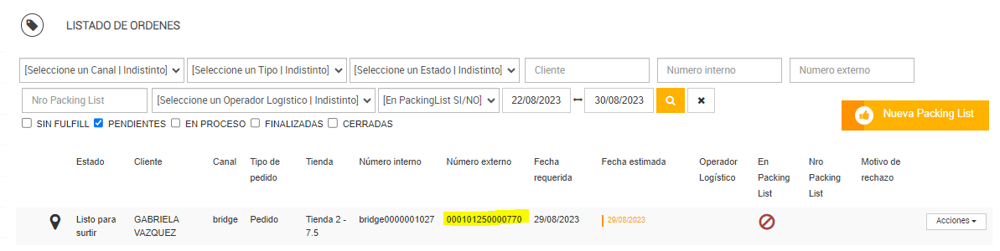 LISTADO DE ORDENES
[Seleccione un Canal | Indistinto] [Seleccione un Tipo | Indistinto] [Seleccione un Estado | Indistinto] Cliente Número interno Número externo
Nro Packing List [Seleccione un Operador Logístico | Indistinto] [En PackingList SI/NO] 22/08/2023 30/08/2023
Nueva Packing List
SIN FULFILL PENDIENTES EN PROCESO FINALIZADAS CERRADAS
Estado Cliente Canal Tipo de Tienda Número interno Número externo Fecha Fecha estimada Operador En Nro Motivo de
pedido requerida Logístico Packing Packing rechazo
List List
Listo para GABRIELA bridge Pedido Tienda 2 - bridge0000001027 000101250000770 29/08/2023 29/08/2023 Acciones
surtir VAZQUEZ 7.5